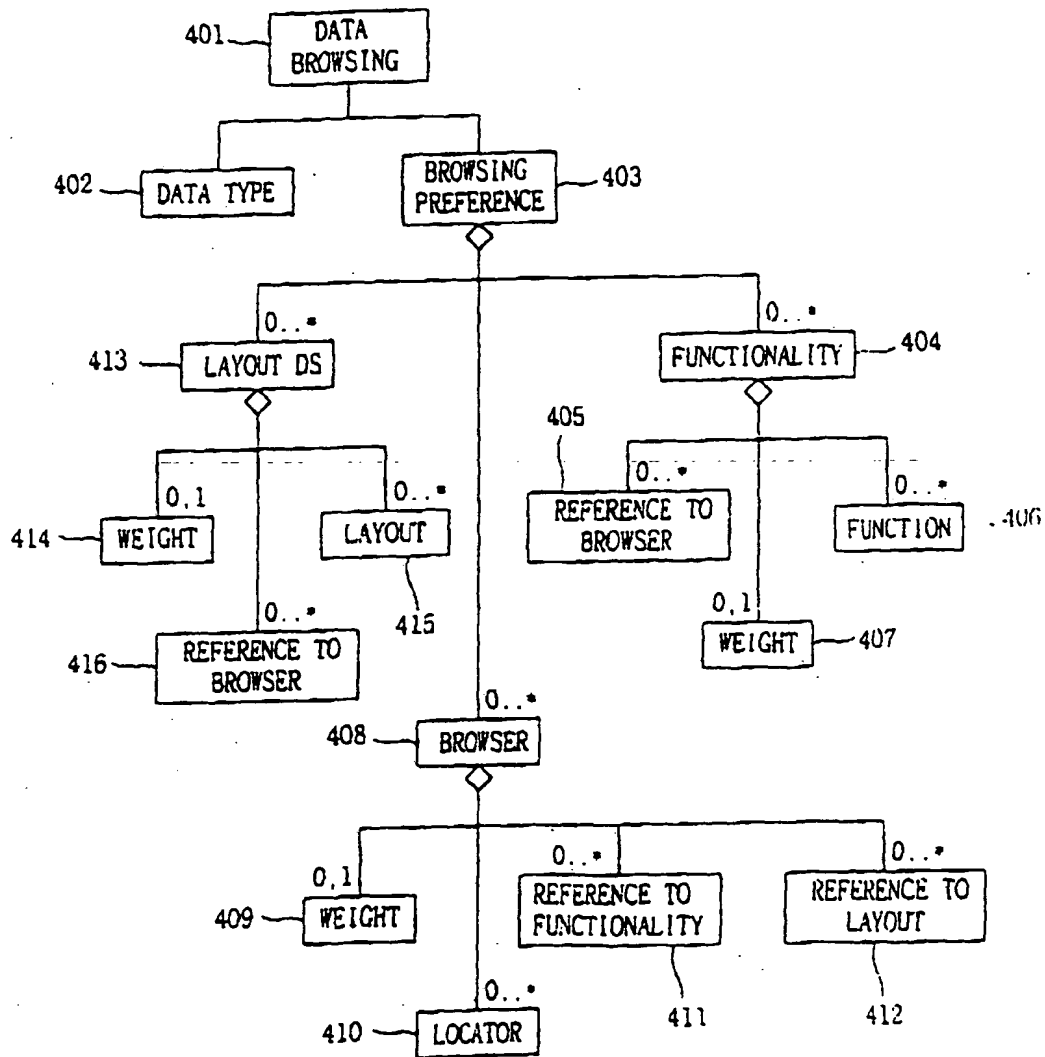 401
DATA
BROWSING
402
DATA TYPE
BROWSING
PREFERENCE
403
0..*
0..*
413
LAYOUT DS
FUNCTIONALITY
404
405
0,1
0..*
0..*
0..*
414
WEIGHT
LAYOUT
REFERENCE TO
BROWSER
FUNCTION
406
415
0..*
0,1
416
REFERENCE TO
BROWSER
WEIGHT
407
0..*
408
BROWSER
0,1
0..*
0..*
409
WEIGHT
REFERENCE TO
FUNCTIONALITY
REFERENCE TO
LAYOUT
0..*
411
412
410
LOCATOR